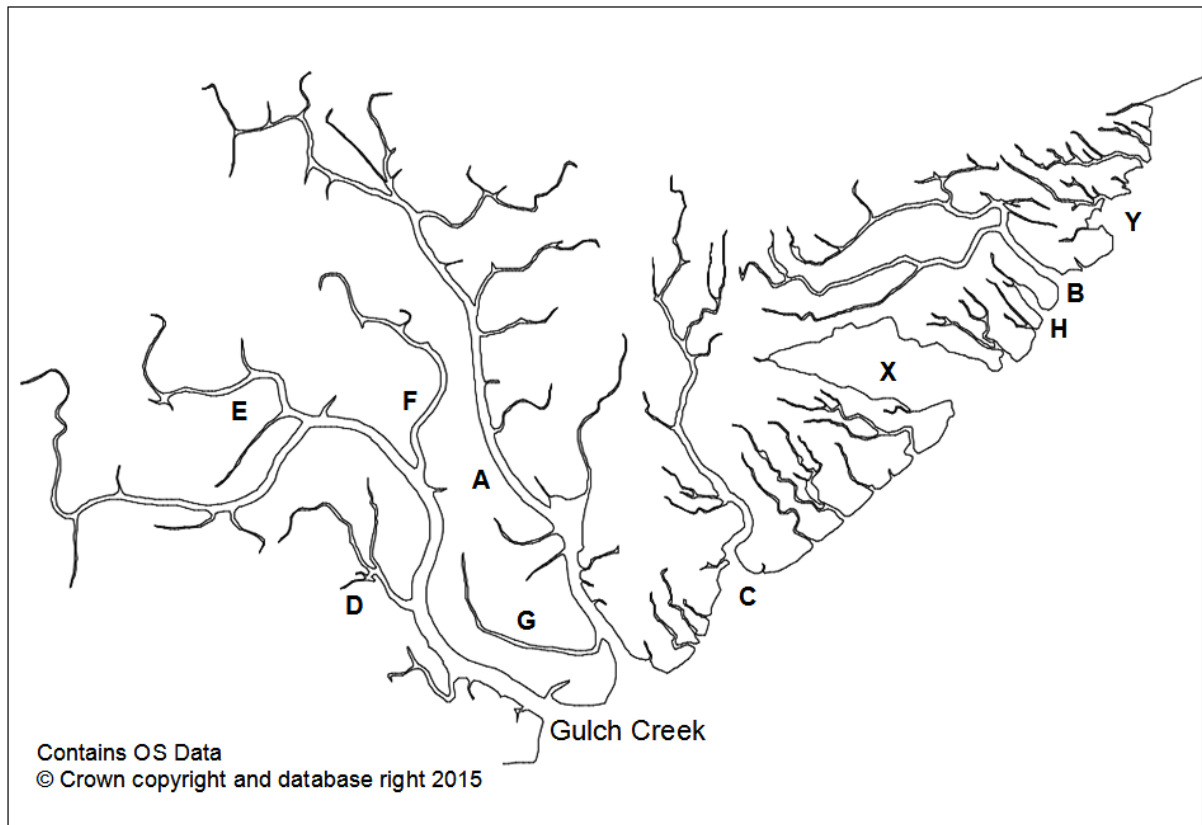 Y
B
H
X
E
F
A
D
G
C
Gulch Creek
Contains OS Data
© Crown copyright and database right 2015